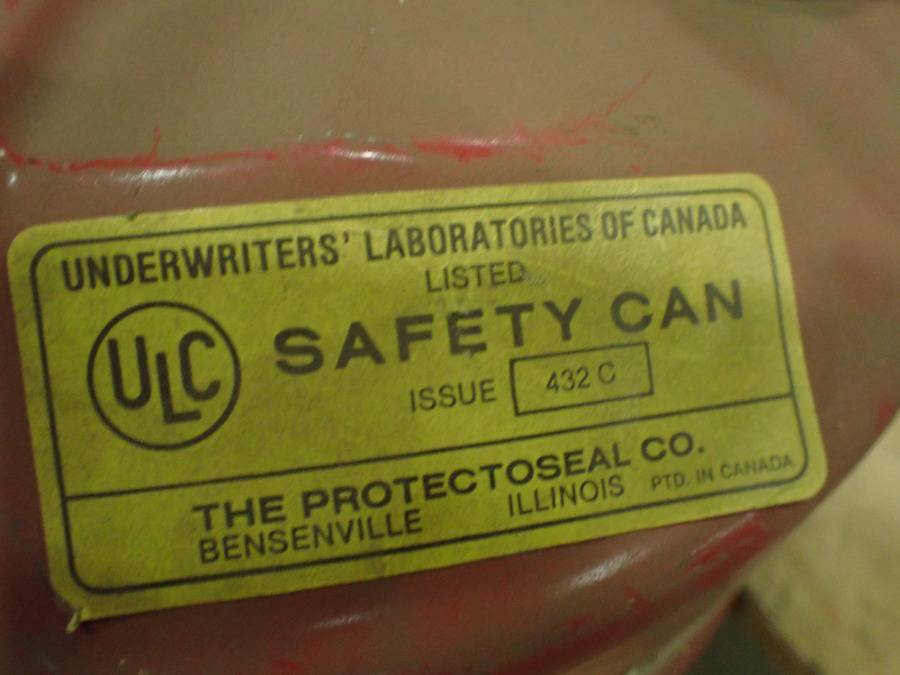 UNDERWRITERS' LABORATORIES OF CANADA
LISTED
ULC
SAFETY CAN
ISSUE 432 C
THE PROTECTOSEAL CO.
BENSENVILLE ILLINOIS PTD. IN CANADA